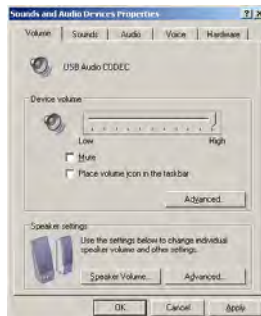 Sounds and Audio Devices Properties
Volume Sounds Audio Voice Hardware
USB Audio CODEC
Device volume
Low High
Mute
Place volume icon in the taskbar
Advanced
Speaker settings
Use the settings below to change individual
speaker volume and other settings.
Speaker Volume... Advanced...
OK Cancel Apply